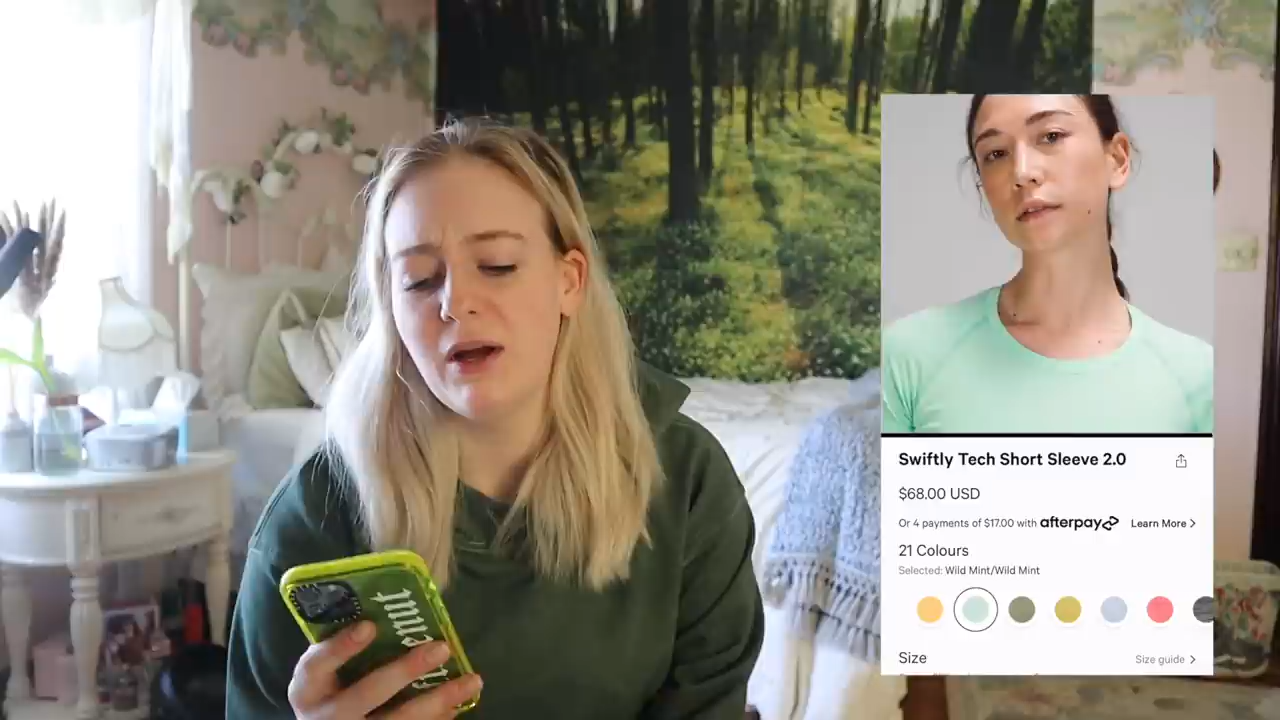 Swiftly Tech Short Sleeve 2.0
$68.00 USD
Or 4 payments of $17.00 with afterpay Learn More >
21 Colours
Selected: Wild Mint/Wild Mint
Size
Size guide >